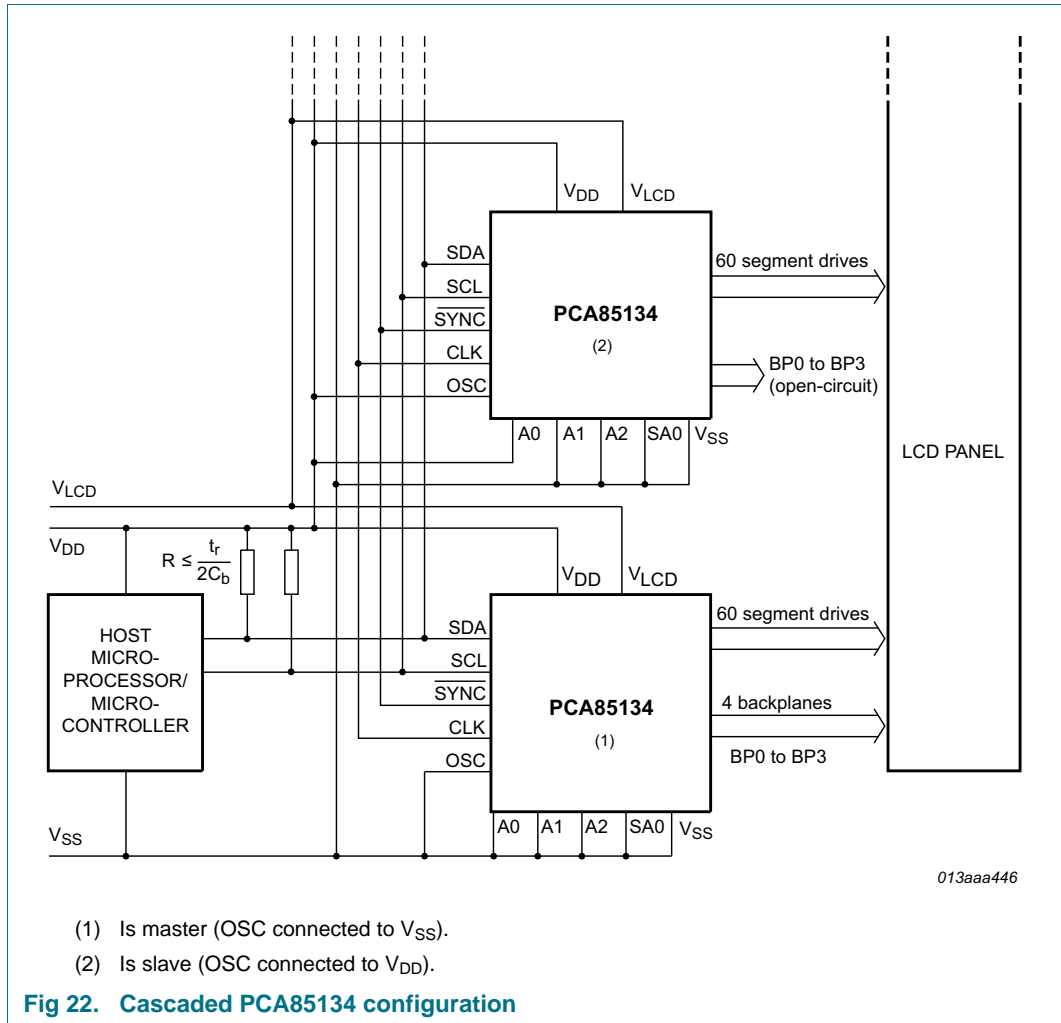 VDD
VLCD
SDA
SCL
SYNC
CLK
OSC
PCA85134
(2)
60 segment drives
BP0 to BP3
(open-circuit)
A0
A1
A2
SA0
VSS
LCD PANEL
VLCD
VDD
R ≤ tr
2Cb
HOST
MICRO-
PROCESSOR/
MICRO-
CONTROLLER
VDD
VLCD
SDA
SCL
SYNC
CLK
OSC
PCA85134
(1)
60 segment drives
4 backplanes
BP0 to BP3
VSS
A0
A1
A2
SA0
VSS
013aaa446
(1) Is master (OSC connected to VSS).
(2) Is slave (OSC connected to VDD).
Fig 22. Cascaded PCA85134 configuration